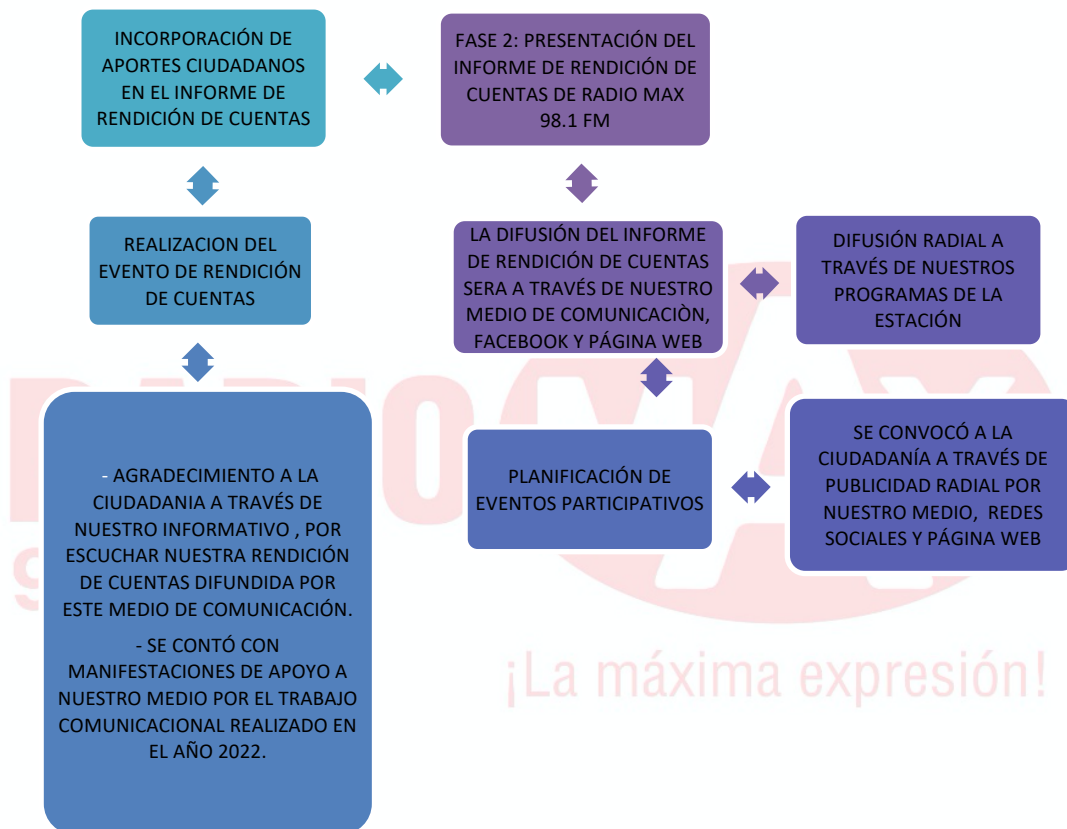 INCORPORACIÓN DE
APORTES CIUDADANOS
EN EL INFORME DE
RENDICIÓN DE CUENTAS
FASE 2: PRESENTACIÓN DEL
INFORME DE RENDICIÓN DE
CUENTAS DE RADIO MAX
98.1 FM
REALIZACION DEL
EVENTO DE RENDICIÓN
DE CUENTAS
LA DIFUSIÓN DEL INFORME
DE RENDICIÓN DE CUENTAS
SERA A TRAVÉS DE NUESTRO
MEDIO DE COMUNICACIÒN,
FACEBOOK Y PÁGINA WEB
DIFUSIÓN RADIAL A
TRAVÉS DE NUESTROS
PROGRAMAS DE LA
ESTACIÓN
- AGRADECIMIENTO A LA
CIUDADANIA A TRAVÉS DE
NUESTRO INFORMATIVO , POR
ESCUCHAR NUESTRA RENDICIÓN
DE CUENTAS DIFUNDIDA POR
ESTE MEDIO DE COMUNICACIÓN.
- SE CONTÓ CON
MANIFESTACIONES DE APOYO A
NUESTRO MEDIO POR EL TRABAJO
COMUNICACIONAL REALIZADO EN
EL AÑO 2022.
PLANIFICACIÓN DE
EVENTOS PARTICIPATIVOS
SE CONVOCÓ A LA
CIUDADANÍA A TRAVÉS DE
PUBLICIDAD RADIAL POR
NUESTRO MEDIO, REDES
SOCIALES Y PÁGINA WEB
RADIO MAX
¡La máxima expresión!